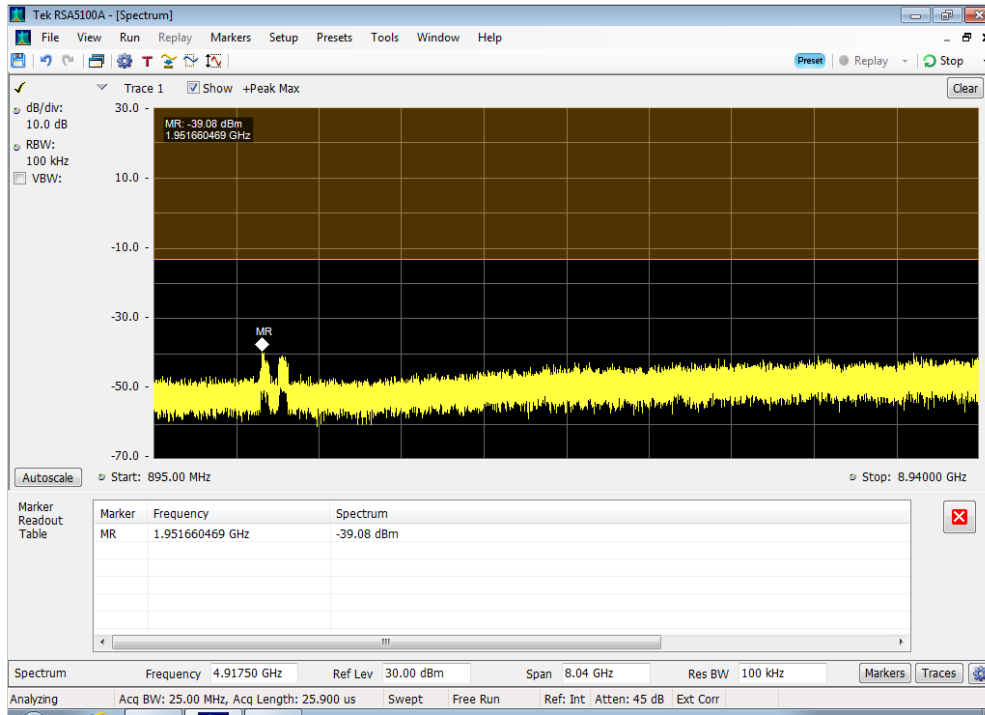 Tek RSA5100A - [Spectrum]
File View Run Replay Markers Setup Presets Tools Window Help
T Preset Replay Stop
Trace 1 Show +Peak Max Clear
dB/div:
10.0 dB
RBW:
100 kHz
VBW:
30.0
10.0
-10.0
-30.0
-50.0
-70.0
MR: -39.08 dBm
1.951660469 GHz
MR
Autoscale Start: 895.00 MHz Stop: 8.94000 GHz
Marker
Readout
Table
Marker Frequency Spectrum
MR 1.951660469 GHz -39.08 dBm
Spectrum Frequency 4.91750 GHz Ref Lev 30.00 dBm Span 8.04 GHz Res BW 100 kHz Markers Traces
Analyzing Acq BW: 25.00 MHz, Acq Length: 25.900 us Swept Free Run Ref: Int Atten: 45 dB Ext Corr